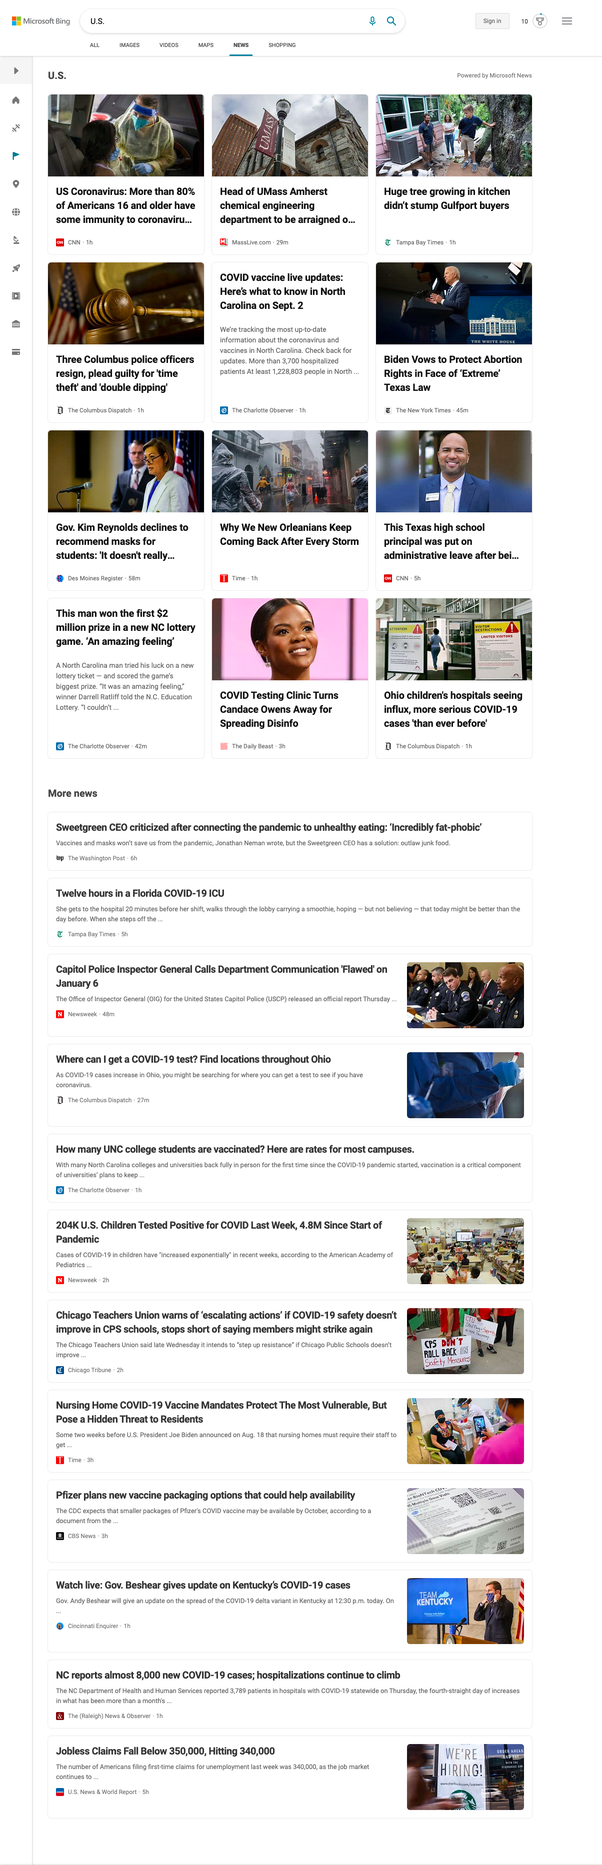 Microsoft Bing
U.S.
Sign in
10
ALL IMAGES VIDEOS MAPS NEWS SHOPPING
U.S.
Powered by Microsoft News
US Coronavirus: More than 80%
of Americans 16 and older have
some immunity to coronaviru...
CNN · 1h
UMASS
Head of UMass Amherst
chemical engineering
department to be arraigned o...
MassLive.com · 29m
Huge tree growing in kitchen
didn't stump Gulfport buyers
Tampa Bay Times · 1h
Three Columbus police officers
resign, plead guilty for 'time
theft' and 'double dipping'
The Columbus Dispatch · 1h
COVID vaccine live updates:
Here's what to know in North
Carolina on Sept. 2
We're tracking the most up-to-date
information about the coronavirus and
vaccines in North Carolina. Check back for
updates. More than 3,700 hospitalized
patients At least 1,228,803 people in North ...
The Charlotte Observer · 1h
THE WHITE HOUSE
Biden Vows to Protect Abortion
Rights in Face of 'Extreme'
Texas Law
The New York Times · 45m
Gov. Kim Reynolds declines to
recommend masks for
students: 'It doesn't really...
Des Moines Register · 58m
Why We New Orleanians Keep
Coming Back After Every Storm
Time · 1h
This Texas high school
principal was put on
administrative leave after bei...
CNN · 5h
This man won the first $2
million prize in a new NC lottery
game. 'An amazing feeling'
A North Carolina man tried his luck on a new
lottery ticket — and scored the game's
biggest prize. "It was an amazing feeling,"
winner Darrell Ratliff told the N.C. Education
Lottery. "I couldn't ...
The Charlotte Observer · 42m
COVID Testing Clinic Turns
Candace Owens Away for
Spreading Disinfo
The Daily Beast · 3h
VISITOR
RESTRICTIONS
LIMITED VISITORS
Ohio children's hospitals seeing
influx, more serious COVID-19
cases 'than ever before'
The Columbus Dispatch · 1h
More news
Sweetgreen CEO criticized after connecting the pandemic to unhealthy eating: 'Incredibly fat-phobic'
Vaccines and masks won't save us from the pandemic, Jonathan Neman wrote, but the Sweetgreen CEO has a solution: outlaw junk food.
The Washington Post · 6h
Twelve hours in a Florida COVID-19 ICU
She gets to the hospital 20 minutes before her shift, walks through the lobby carrying a smoothie, hoping — but not believing — that today might be better than the
day before. When she steps off the ...
Tampa Bay Times · 5h
Capitol Police Inspector General Calls Department Communication 'Flawed' on
January 6
The Office of Inspector General (OIG) for the United States Capitol Police (USCP) released an official report Thursday ...
Newsweek · 48m
Where can I get a COVID-19 test? Find locations throughout Ohio
As COVID-19 cases increase in Ohio, you might be searching for where you can get a test to see if you have
coronavirus.
The Columbus Dispatch · 27m
How many UNC college students are vaccinated? Here are rates for most campuses.
With many North Carolina colleges and universities back fully in person for the first time since the COVID-19 pandemic started, vaccination is a critical component
of universities' plans to keep ...
The Charlotte Observer · 1h
204K U.S. Children Tested Positive for COVID Last Week, 4.8M Since Start of
Pandemic
Cases of COVID-19 in children have "increased exponentially" in recent weeks, according to the American Academy of
Pediatrics ...
Newsweek · 2h
Chicago Teachers Union warns of 'escalating actions' if COVID-19 safety doesn't
improve in CPS schools, stops short of saying members might strike again
The Chicago Teachers Union said late Wednesday it intends to "step up resistance" if Chicago Public Schools doesn't
improve ...
Chicago Tribune · 2h
CPS DON'T
ROLL BACK
Safety Measures
Nursing Home COVID-19 Vaccine Mandates Protect The Most Vulnerable, But
Pose a Hidden Threat to Residents
Some two weeks before U.S. President Joe Biden announced on Aug. 18 that nursing homes must require their staff to
get ...
Time · 3h
Pfizer plans new vaccine packaging options that could help availability
The CDC expects that smaller packages of Pfizer's COVID vaccine may be available by October, according to a
document from the ...
CBS News · 3h
Watch live: Gov. Beshear gives update on Kentucky's COVID-19 cases
Gov. Andy Beshear will give an update on the spread of the COVID-19 delta variant in Kentucky at 12:30 p.m. today. On
...
Cincinnati Enquirer · 1h
TEAM
KENTUCKY
NC reports almost 8,000 new COVID-19 cases; hospitalizations continue to climb
The NC Department of Health and Human Services reported 3,789 patients in hospitals with COVID-19 statewide on Thursday, the fourth-straight day of increases
in what has been more than a month's ...
The (Raleigh) News & Observer · 1h
Jobless Claims Fall Below 350,000, Hitting 340,000
The number of Americans filing first-time claims for unemployment last week was 340,000, as the job market
continues to ...
U.S. News & World Report · 5h
WE'RE
HIRING!